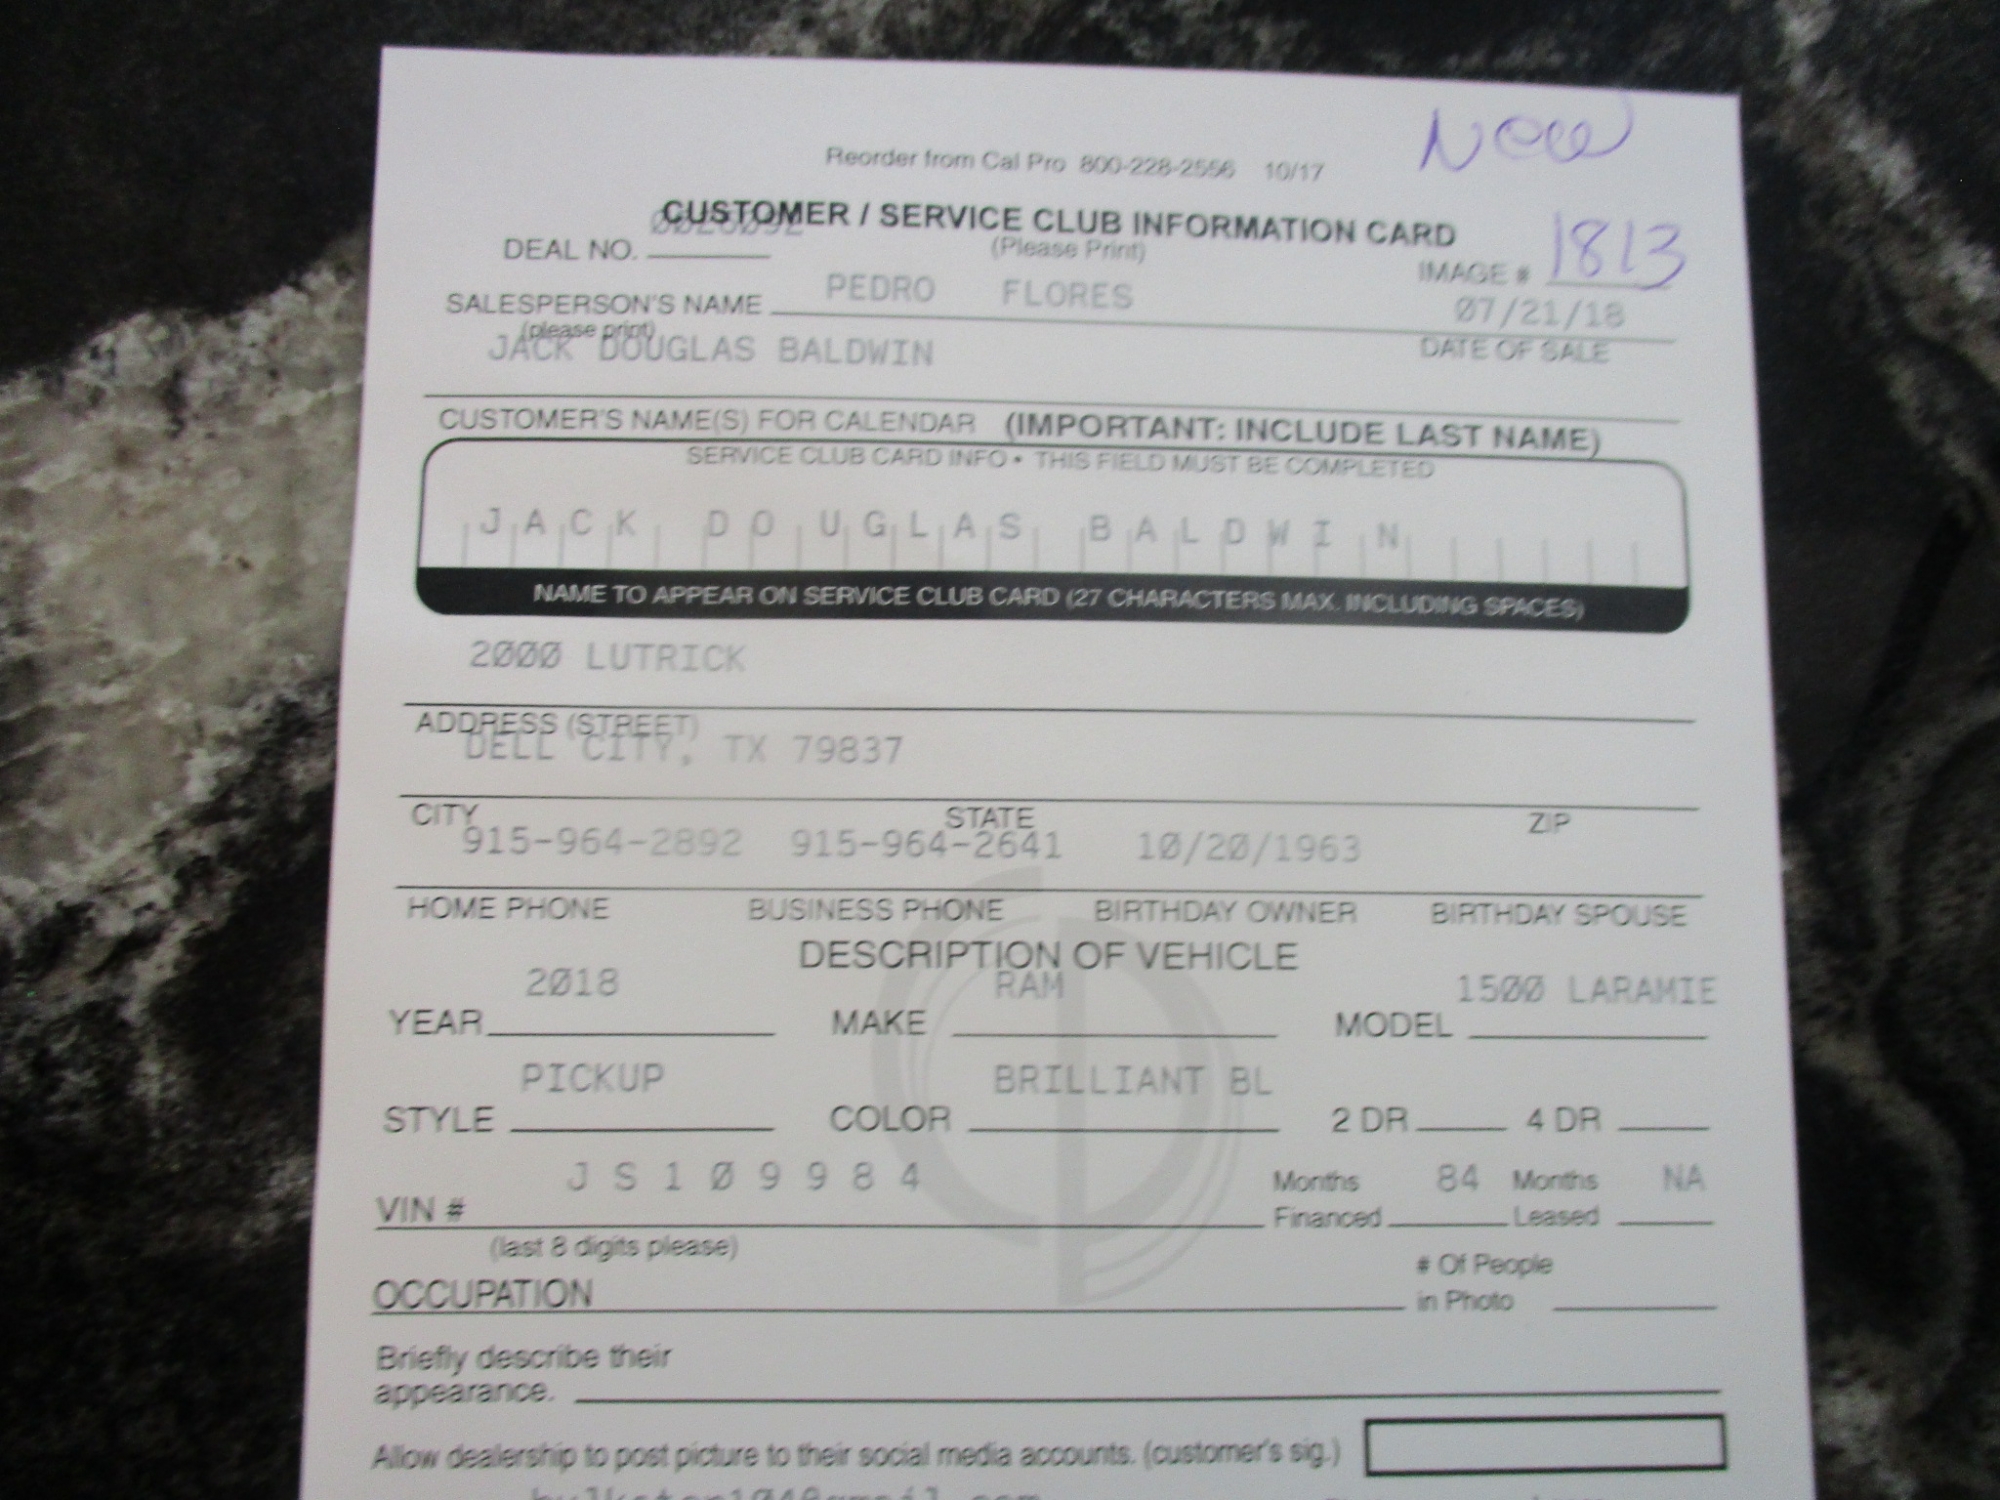 New
Reorder from Cal Pro 800-228-2556 10/17
CUSTOMER / SERVICE CLUB INFORMATION CARD
(Please Print)
DEAL NO.
IMAGE # 1813
SALESPERSON'S NAME PEDRO FLORES
07/21/18
(please print)
DATE OF SALE
JACK DOUGLAS BALDWIN
CUSTOMER'S NAME(S) FOR CALENDAR (IMPORTANT: INCLUDE LAST NAME)
SERVICE CLUB CARD INFO • THIS FIELD MUST BE COMPLETED
JACK DOUGLAS BALDWIN
NAME TO APPEAR ON SERVICE CLUB CARD (27 CHARACTERS MAX. INCLUDING SPACES)
2000 LUTRICK
ADDRESS (STREET)
DELL CITY, TX 79837
CITY STATE ZIP
915-964-2892 915-964-2641 10/20/1963
HOME PHONE BUSINESS PHONE BIRTHDAY OWNER BIRTHDAY SPOUSE
DESCRIPTION OF VEHICLE
2018 RAM 1500 LARAMIE
YEAR MAKE MODEL
PICKUP BRILLIANT BL
STYLE COLOR 2 DR 4 DR
JS109984
Months 84 Months NA
VIN # Financed Leased
(last 8 digits please)
# Of People
OCCUPATION in Photo
Briefly describe their
appearance.
Allow dealership to post picture to their social media accounts. (customer's sig.)